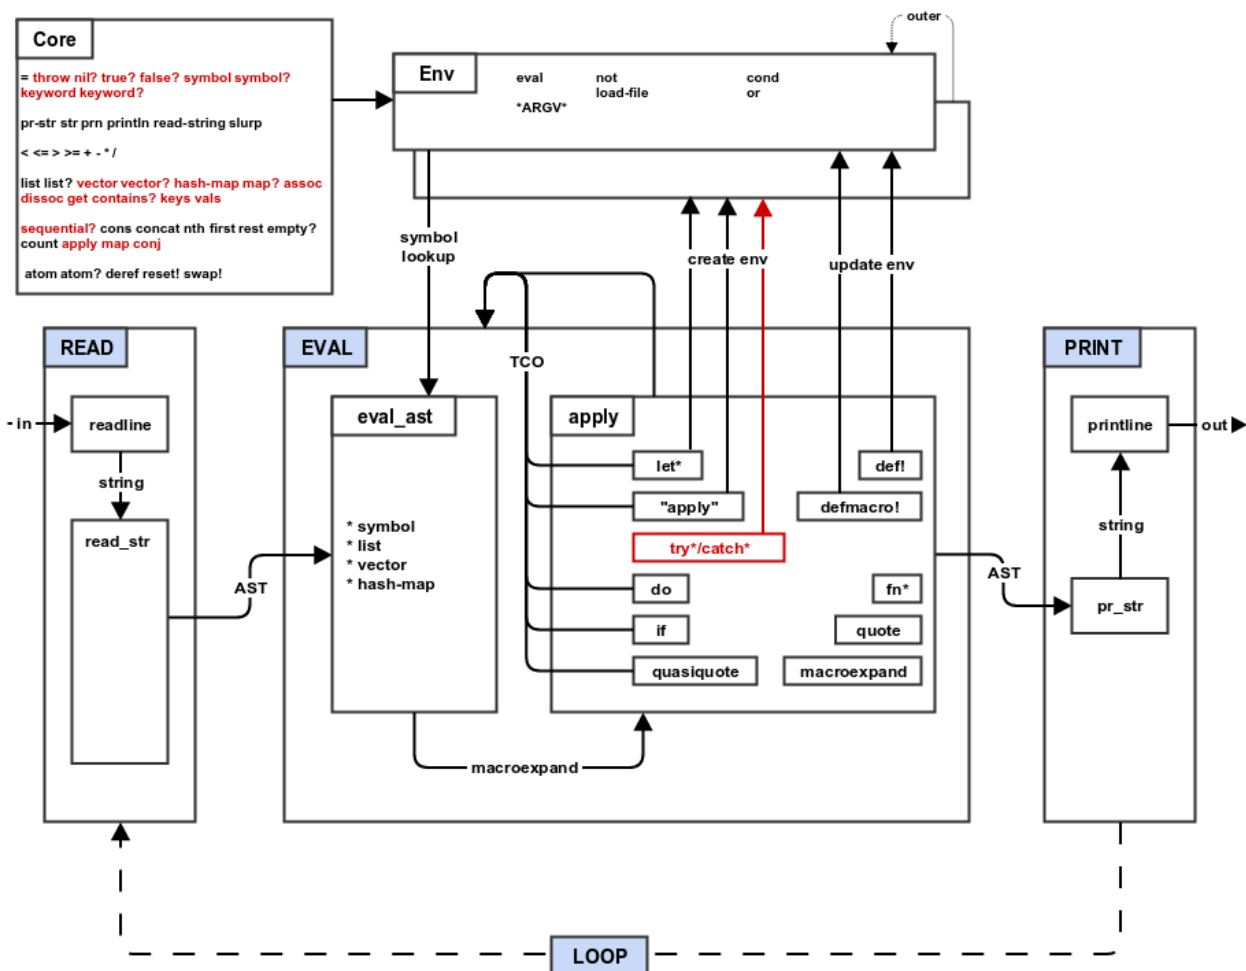 outer
Core
Env
= throw nil? true? false? symbol symbol?
keyword keyword?
pr-str str prn println read-string slurp
< <= > >= + - * /
list list? vector vector? hash-map map? assoc
dissoc get contains? keys vals
sequential? cons concat nth first rest empty?
count apply map conj
atom atom? deref reset! swap!
eval not cond
load-file or
*ARGV*
symbol
lookup
create env
update env
READ
EVAL
PRINT
TCO
- in
readline
string
read_str
AST
eval_ast
* symbol
* list
* vector
* hash-map
apply
let*
def!
"apply"
defmacro!
try*/catch*
do
fn*
if
quote
quasiquote
macroexpand
macroexpand
AST
printline
out
string
pr_str
LOOP